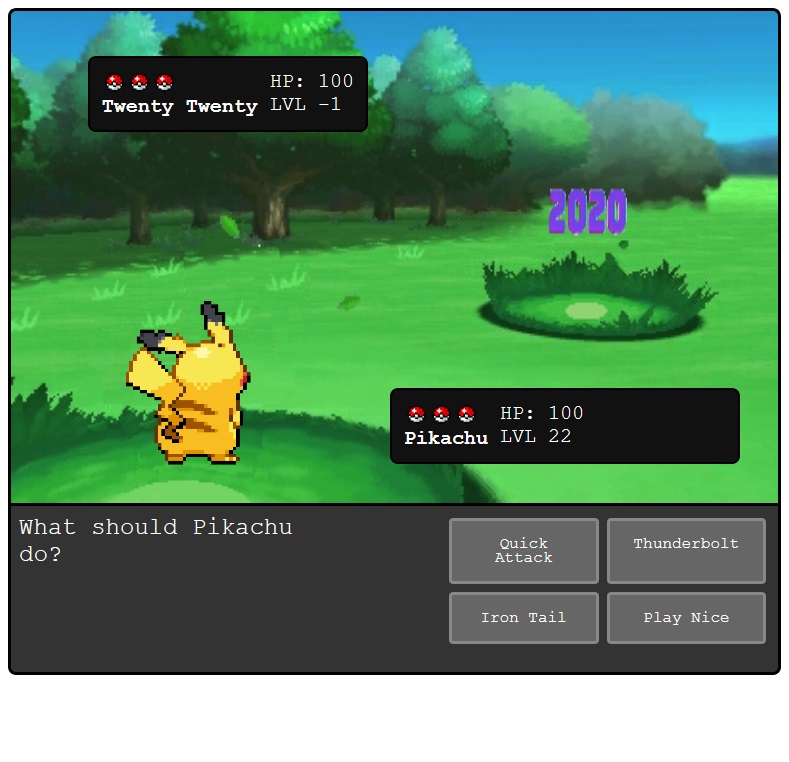 HP: 100
Twenty Twenty LVL -1
2020
HP: 100
Pikachu LVL 22
What should Pikachu
do?
Quick
Attack
Thunderbolt
Iron Tail
Play Nice